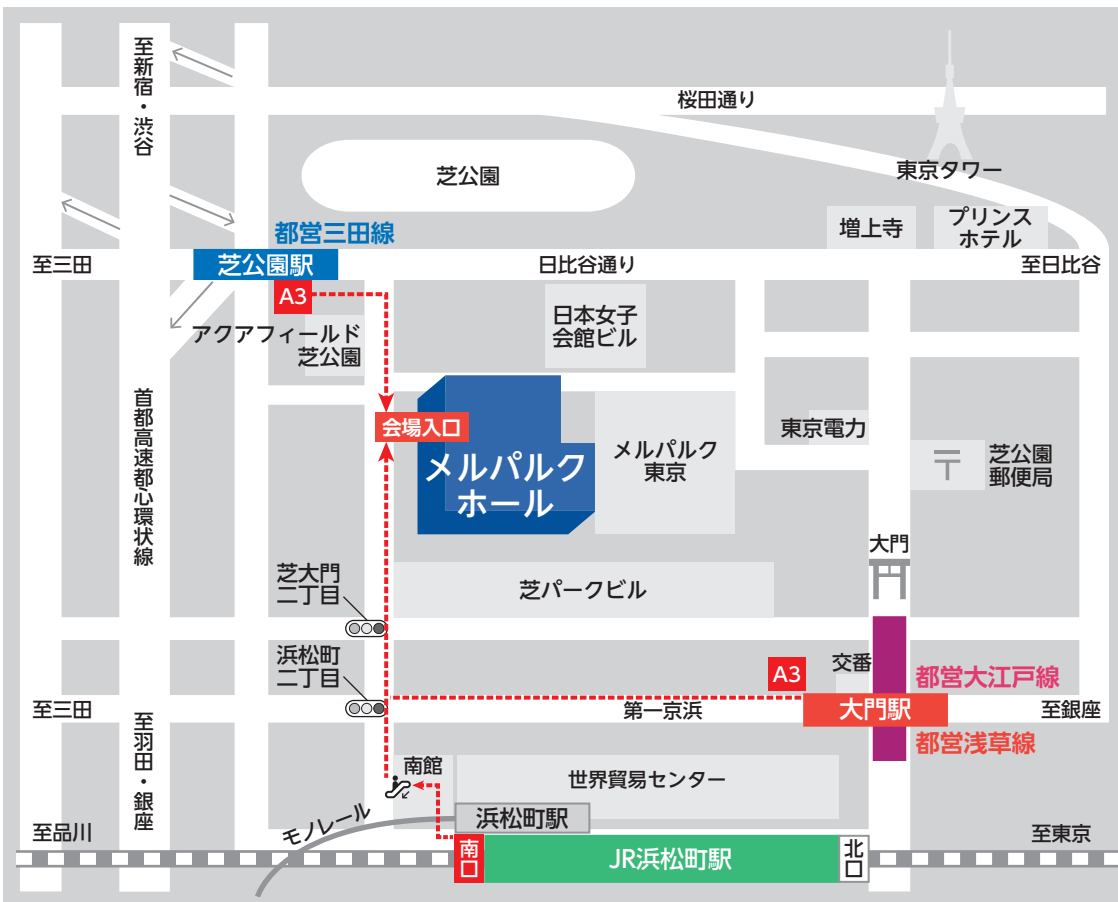 至新宿・渋谷
桜田通り
芝公園
東京タワー
増上寺
プリンス
ホテル
都営三田線
至三田
芝公園駅
日比谷通り
至日比谷
A3
アクアフィールド
芝公園
日本女子
会館ビル
首都高速都心環状線
会場入口
メルパルク
ホール
メルパルク
東京
東京電力
〒
芝公園
郵便局
大門
芝大門
二丁目
芝パークビル
浜松町
二丁目
A3
交番
都営大江戸線
至三田
第一京浜
大門駅
至銀座
都営浅草線
至羽田・銀座
南館
世界貿易センター
モノレール
浜松町駅
至品川
南口
JR浜松町駅
北口
至東京